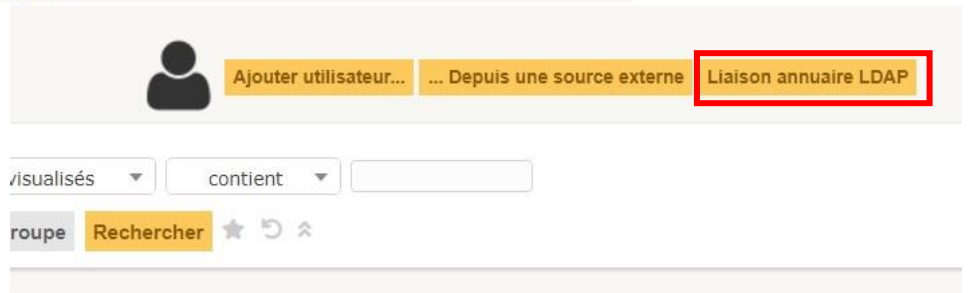 Ajouter utilisateur... ... Depuis une source externe Liaison annuaire LDAP
visualisés contient
roupe Rechercher